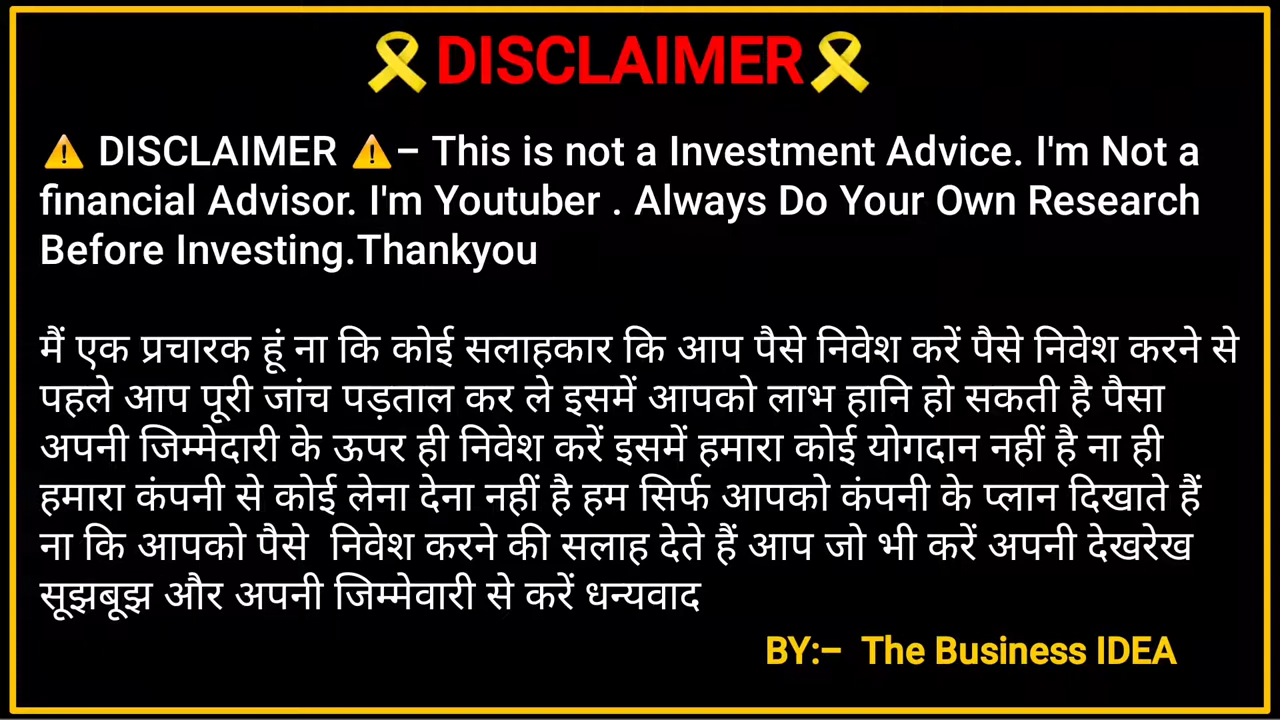 🎗DISCLAIMER🎗
⚠️ DISCLAIMER ⚠️– This is not a Investment Advice. I'm Not a
financial Advisor. I'm Youtuber . Always Do Your Own Research
Before Investing.Thankyou
मैं एक प्रचारक हूं ना कि कोई सलाहकार कि आप पैसे निवेश करें पैसे निवेश करने से
पहले आप पूरी जांच पड़ताल कर ले इसमें आपको लाभ हानि हो सकती है पैसा
अपनी जिम्मेदारी के ऊपर ही निवेश करें इसमें हमारा कोई योगदान नहीं है ना ही
हमारा कंपनी से कोई लेना देना नहीं है हम सिर्फ आपको कंपनी के प्लान दिखाते हैं
ना कि आपको पैसे  निवेश करने की सलाह देते हैं आप जो भी करें अपनी देखरेख
सूझबूझ और अपनी जिम्मेवारी से करें धन्यवाद
BY:–  The Business IDEA